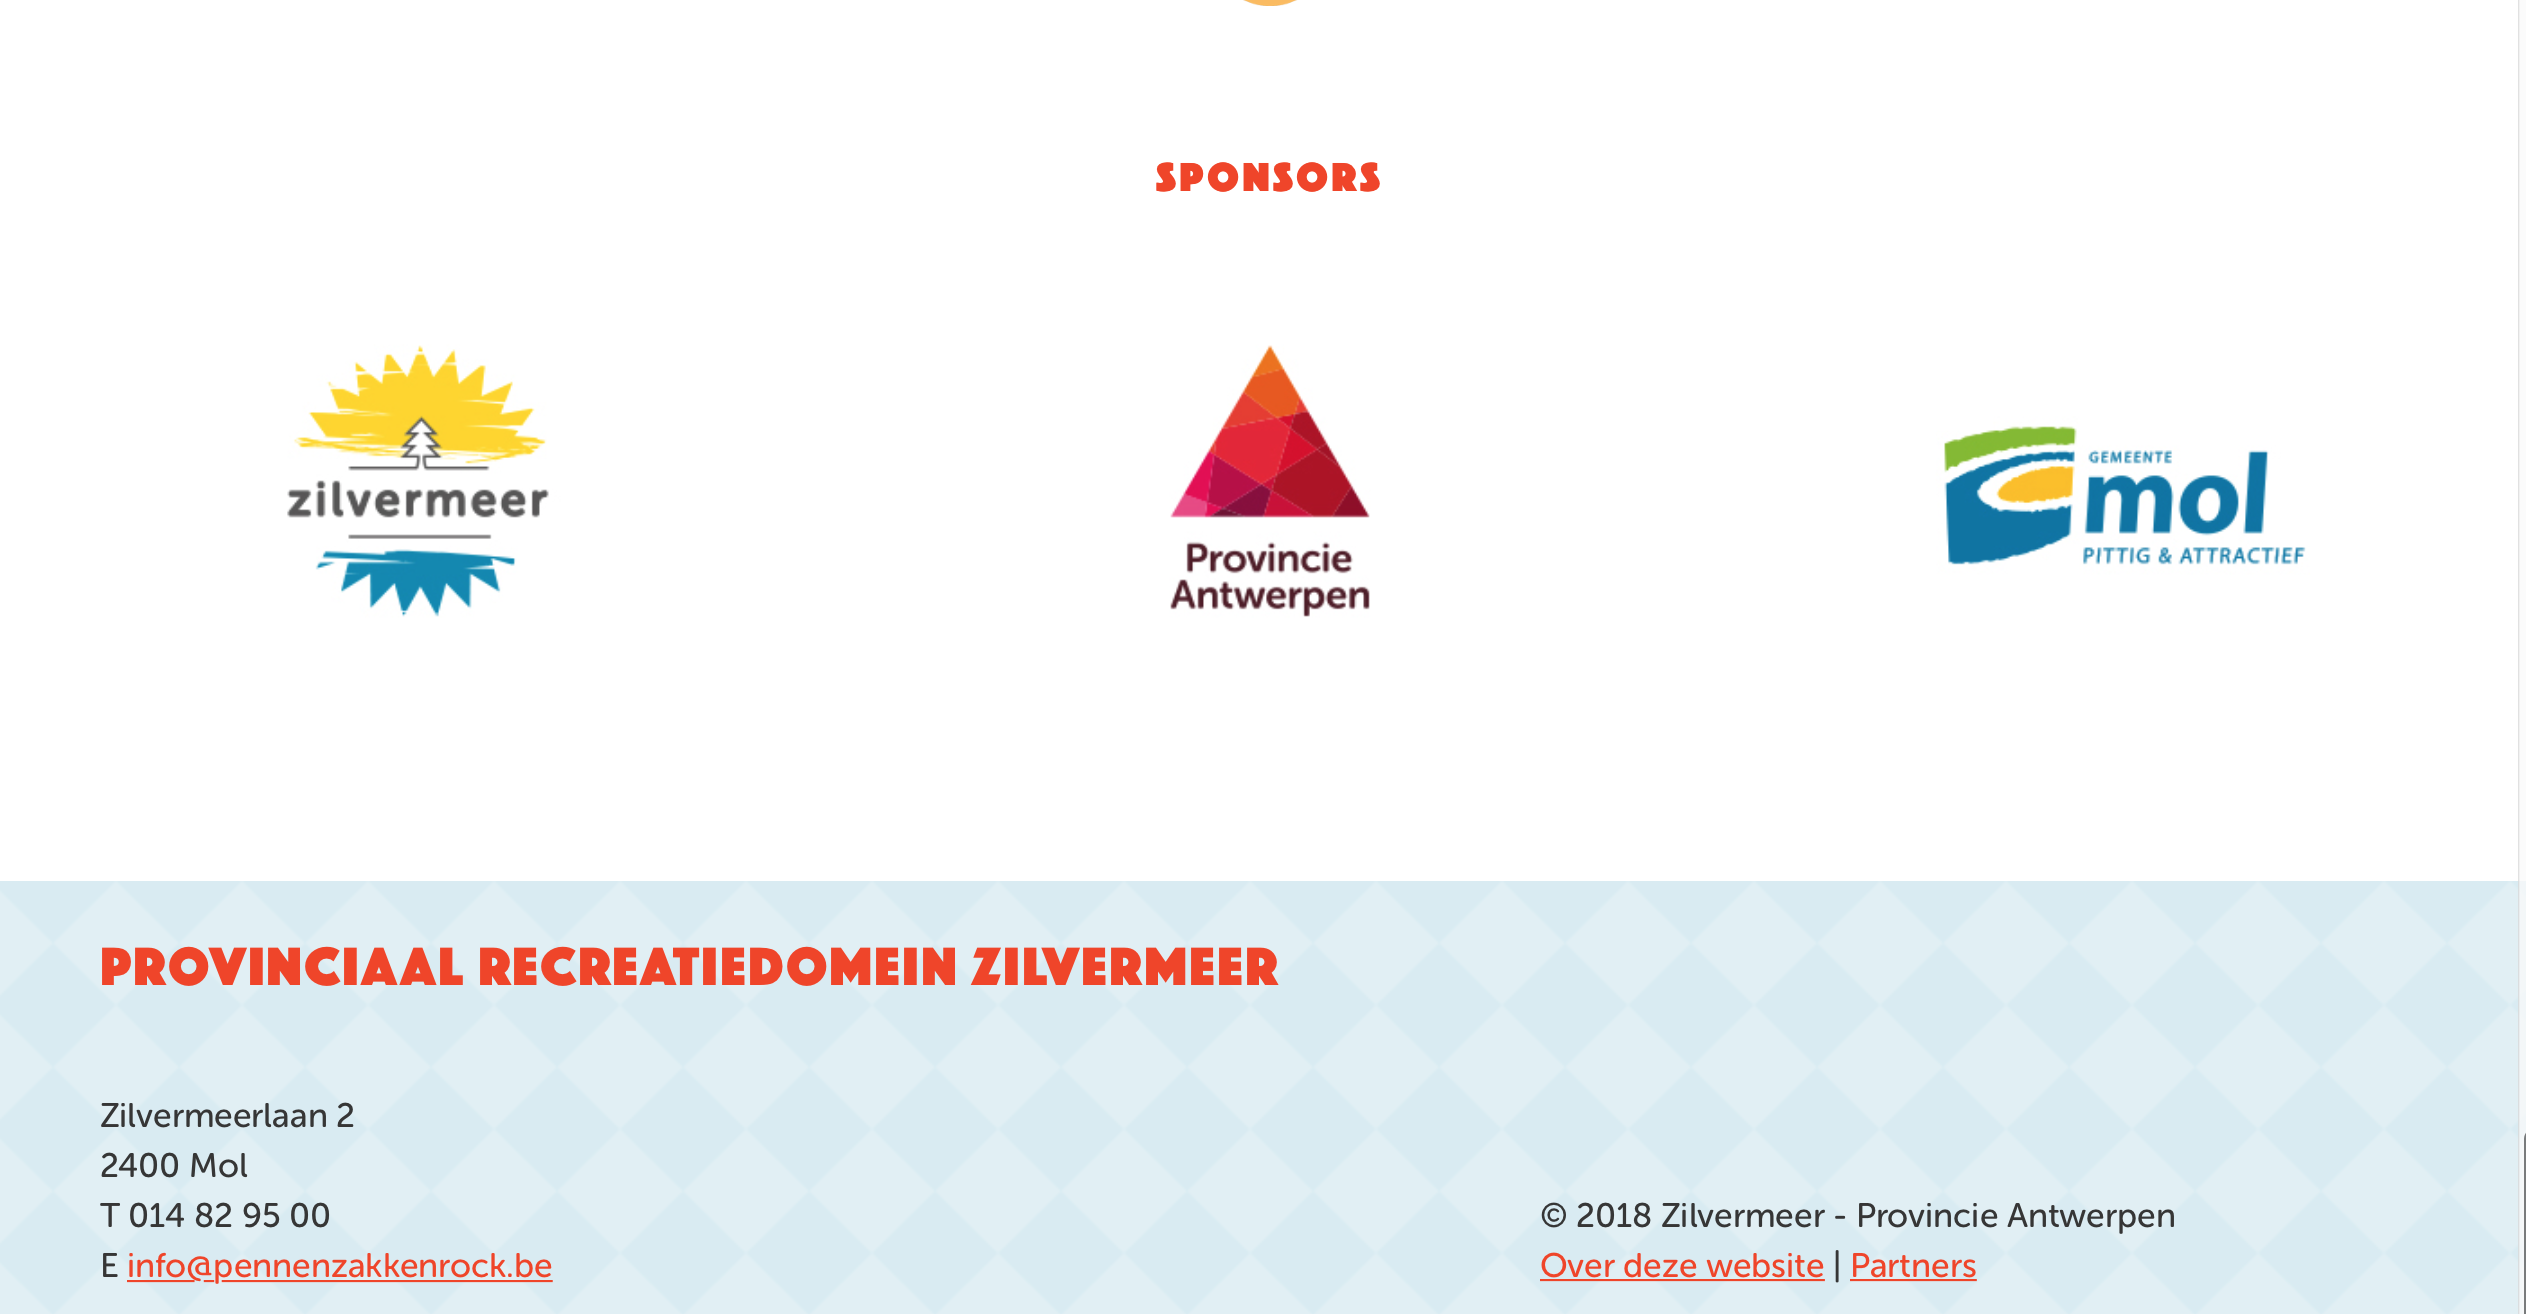 SPONSORS
zilvermeer
Provincie
Antwerpen
GEMEENTE
mol
PITTIG & ATTRACTIEF
PROVINCIAAL RECREATIEDOMEIN ZILVERMEER
Zilvermeerlaan 2
2400 Mol
T 014 82 95 00
E info@pennenzakkenrock.be
© 2018 Zilvermeer - Provincie Antwerpen
Over deze website | Partners